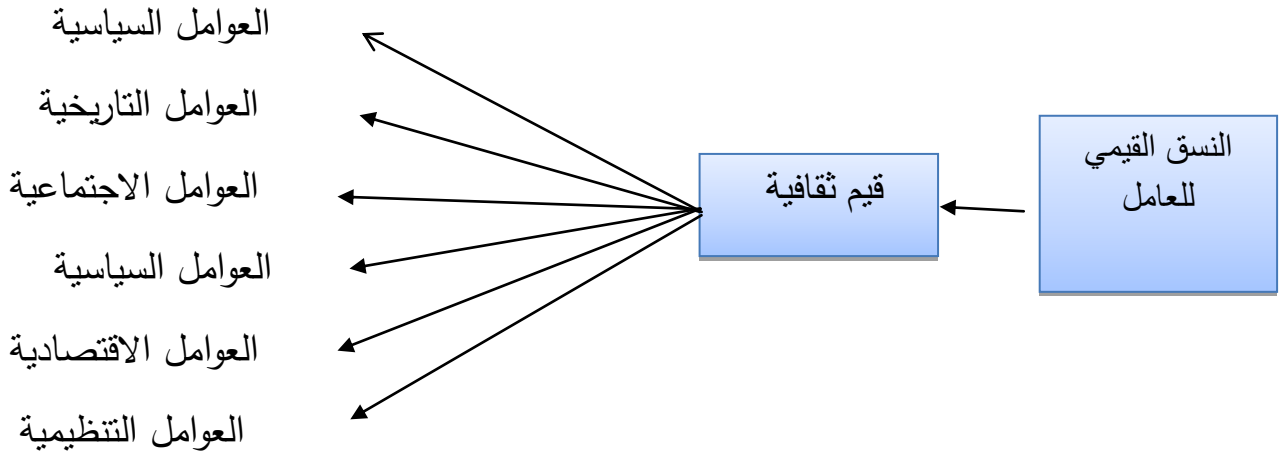 النسق القيمي
للعامل
قيم ثقافية
العوامل السياسية
العوامل التاريخية
العوامل الاجتماعية
العوامل السياسية
العوامل الاقتصادية
العوامل التنظيمية